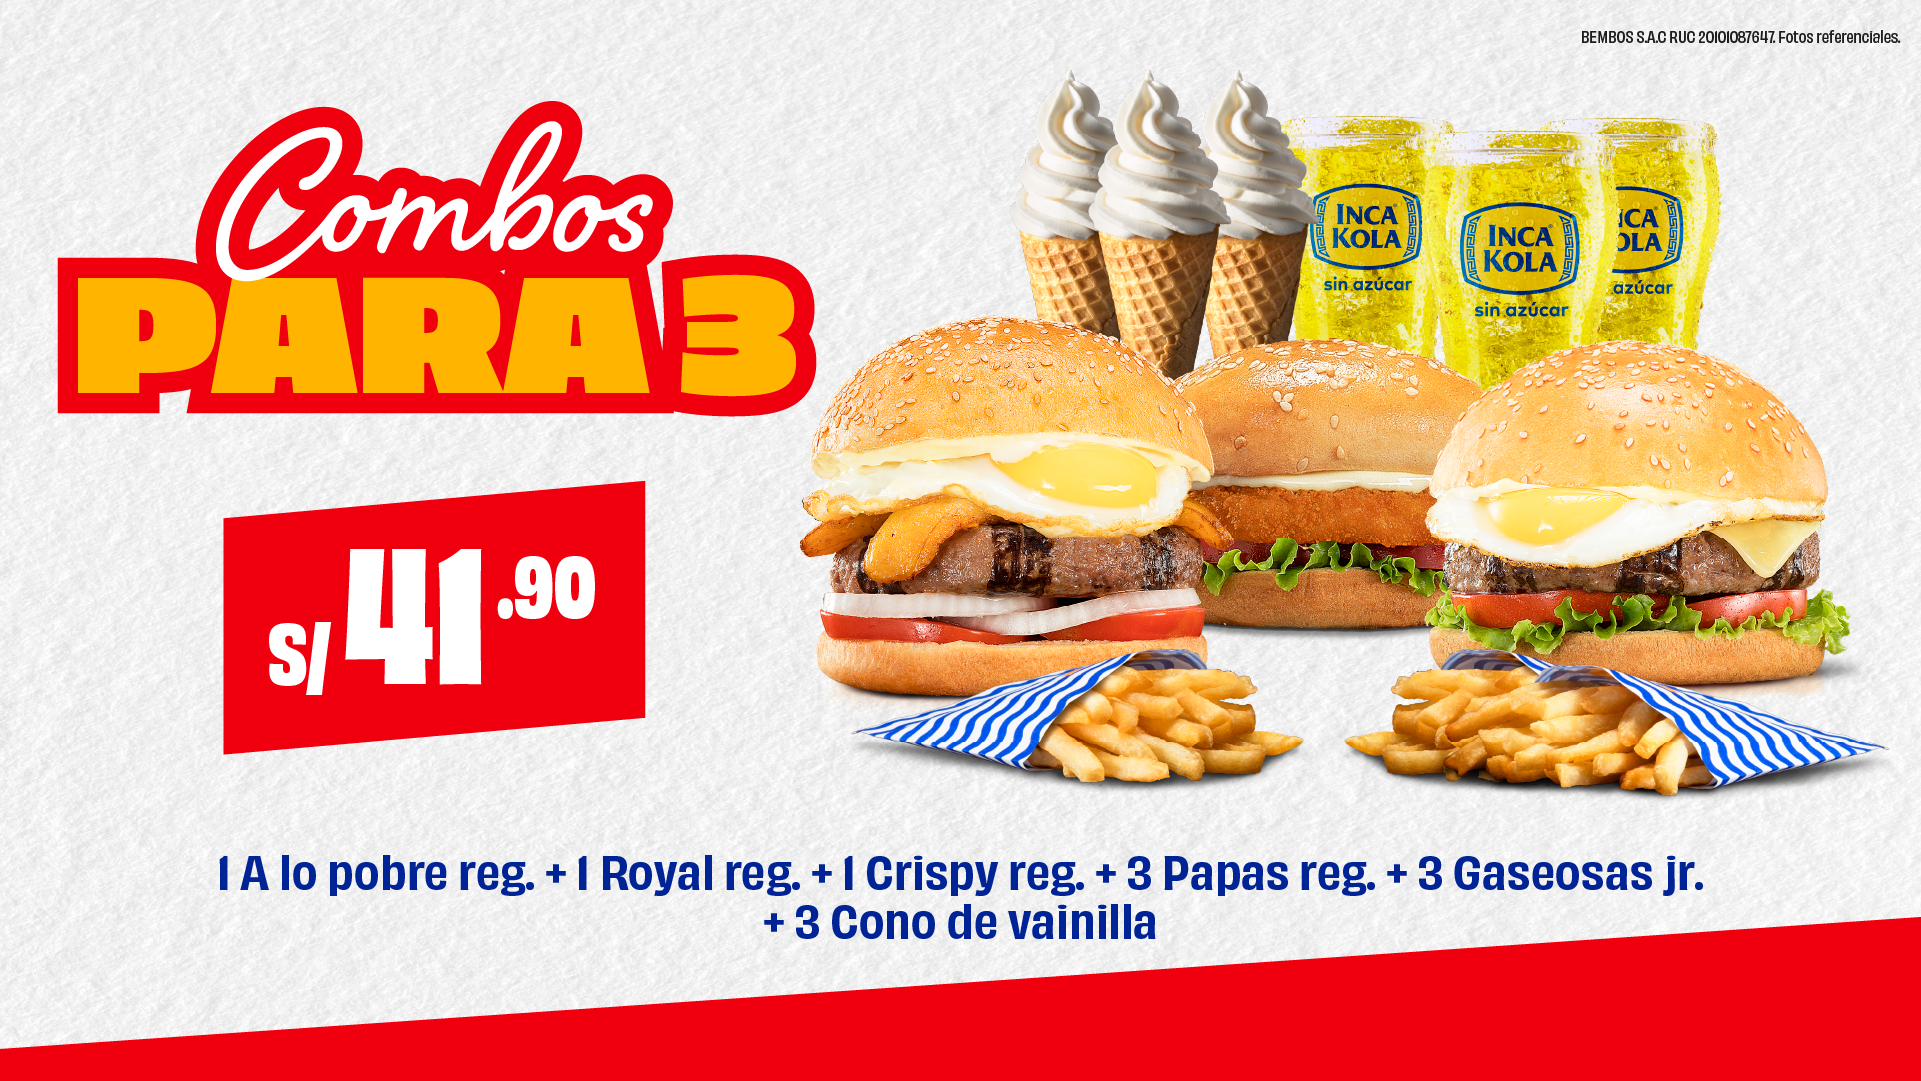 BEMBOS S.A.C RUC 20101087647. Fotos referenciales.
Combos
PARA 3
S/41.90
INCA
KOLA
sin azúcar
INCA
KOLA
sin azúcar
ICA
OLA
azúcar
1 A lo pobre reg. + 1 Royal reg. + 1 Crispy reg. + 3 Papas reg. + 3 Gaseosas jr.
+ 3 Cono de vainilla